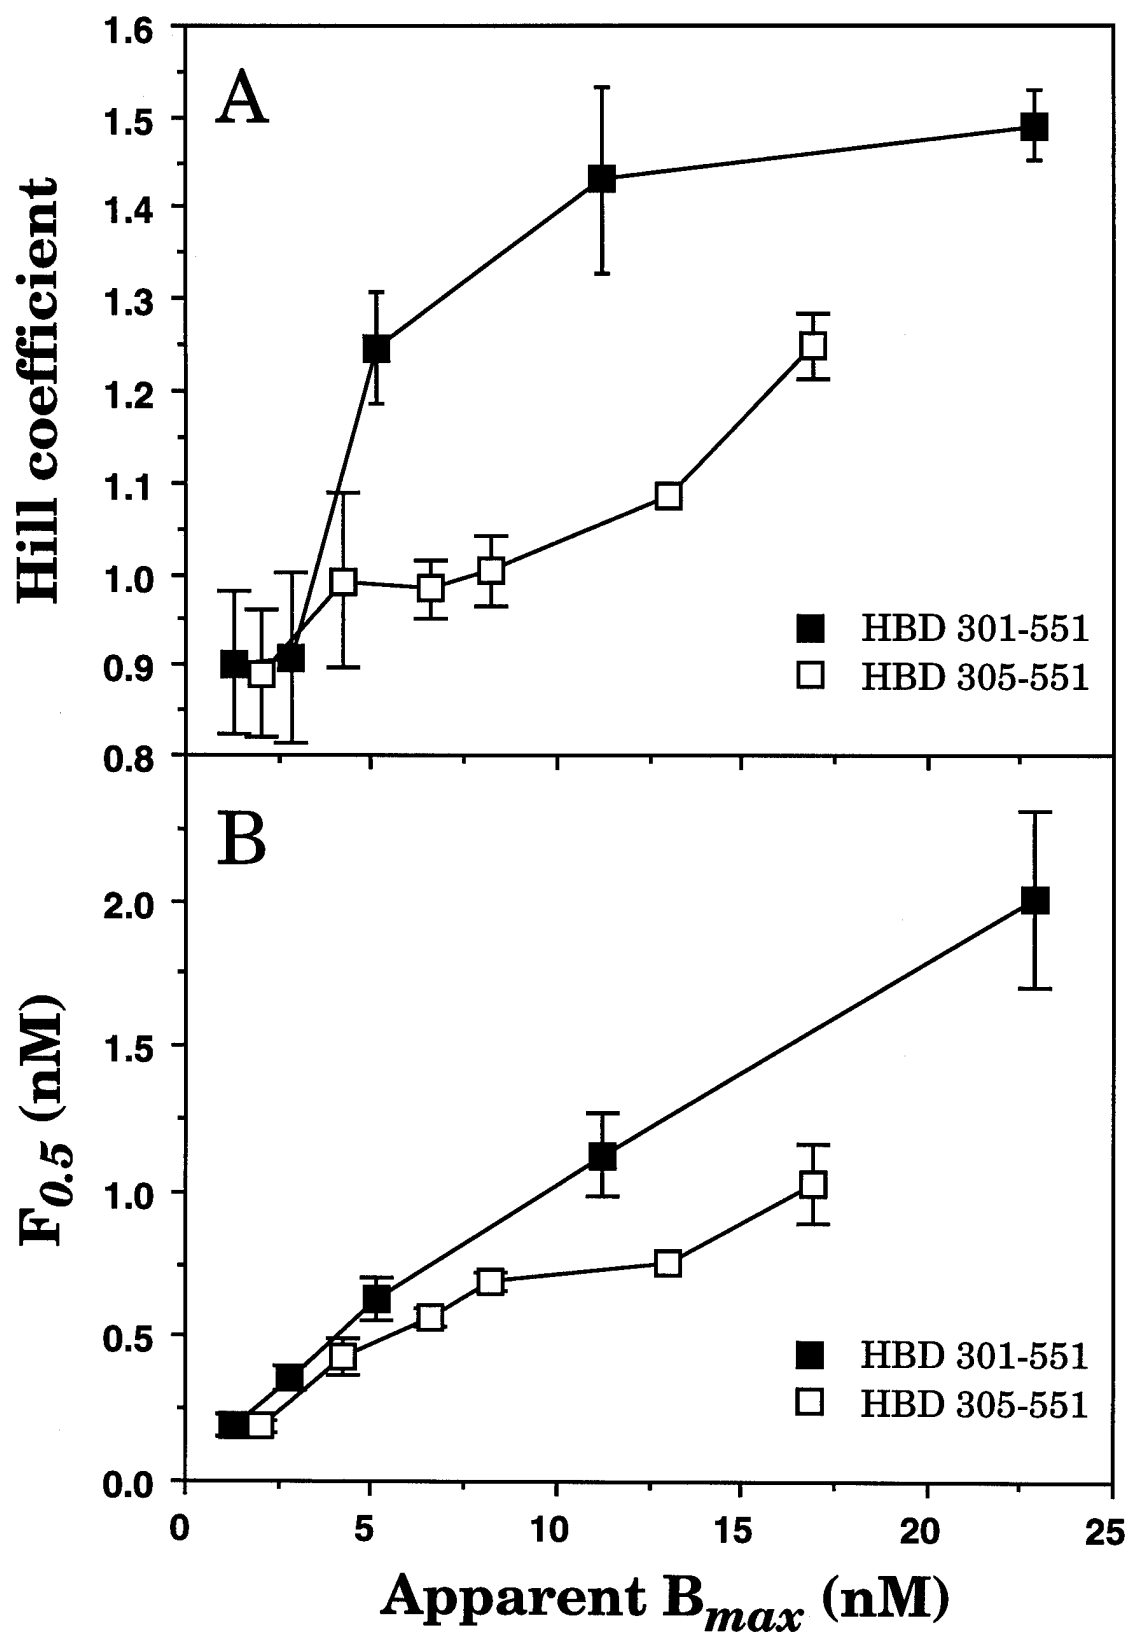 A
Hill coefficient
1.6
1.5
1.4
1.3
1.2
1.1
1.0
0.9
0.8
HBD 301-551
HBD 305-551
B
F0.5 (nM)
2.0
1.5
1.0
0.5
0.0
HBD 301-551
HBD 305-551
0 5 10 15 20 25
Apparent Bmax (nM)